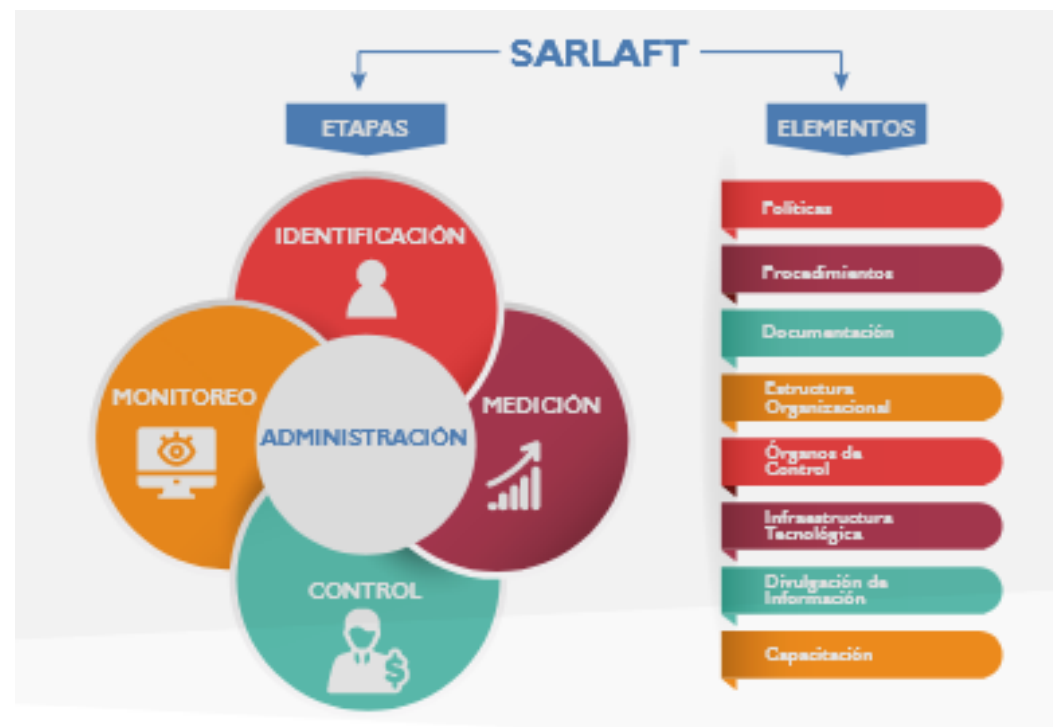 SARLAFT
ETAPAS
IDENTIFICACIÓN
MONITOREO
MEDICIÓN
ADMINISTRACIÓN
CONTROL
$
ELEMENTOS
Políticas
Procedimientos
Documentación
Estructura
Organizacional
Órganos de
Control
Infraestructura
Tecnológica
Divulgación de
Información
Capacitación